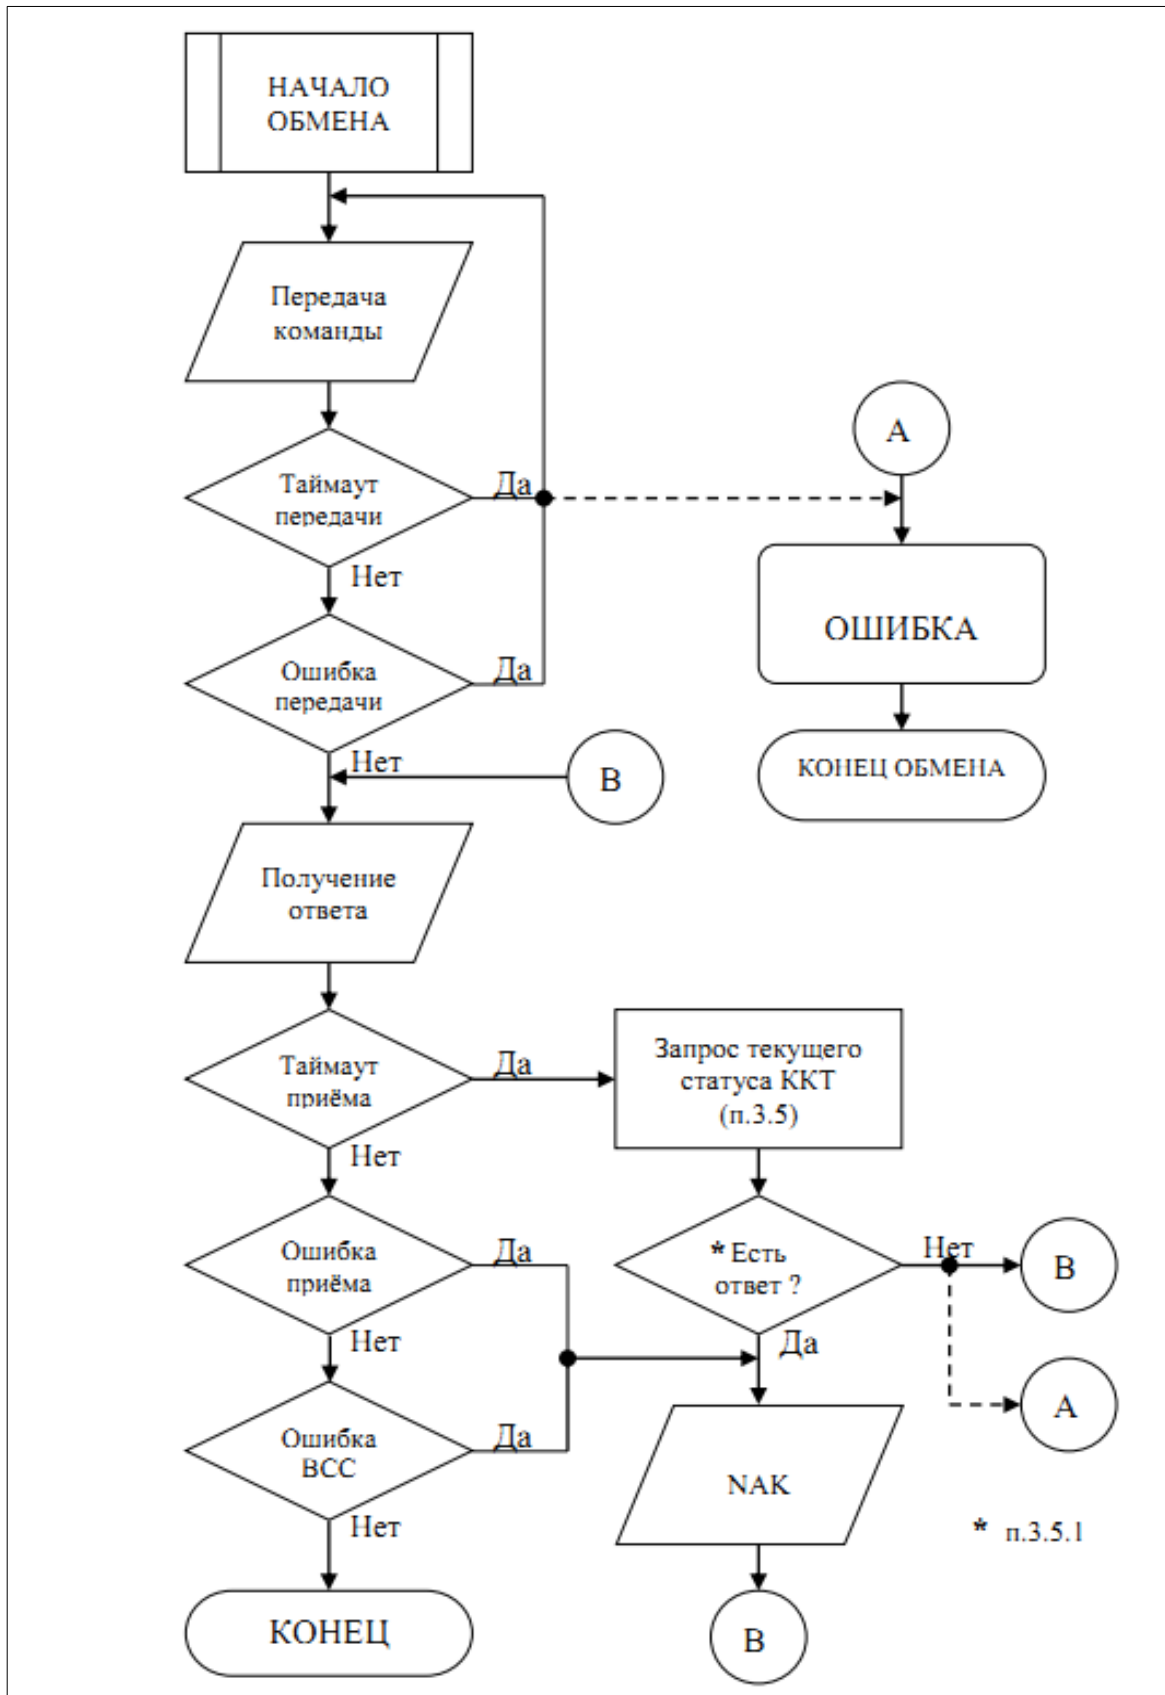 НАЧАЛО
ОБМЕНА
Передача
команды
А
Таймаут
передачи
Да
Нет
ОШИБКА
Ошибка
передачи
Да
Нет
В
КОНЕЦ ОБМЕНА
Получение
ответа
Таймаут
приёма
Да
Запрос текущего
статуса ККТ
(п.3.5)
Нет
Ошибка
приёма
Да
* Есть
ответ ?
Нет
В
Нет
Да
А
Ошибка
BCC
Да
NAK
Нет
* п.3.5.1
КОНЕЦ
В